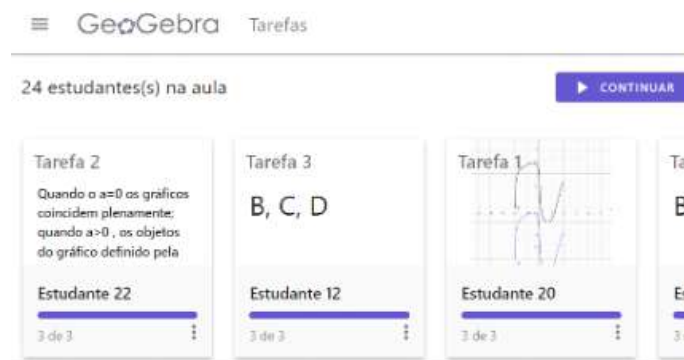 GeoGebra Tarefas
24 estudantes(s) na aula
CONTINUAR
Tarefa 2
Quando o a=0 os gráficos
coincidem plenamente;
quando a>0 , os objetos
do gráfico definido pela
Estudante 22
3 de 3
Tarefa 3
B, C, D
Estudante 12
3 de 3
Tarefa 1
Estudante 20
3 de 3